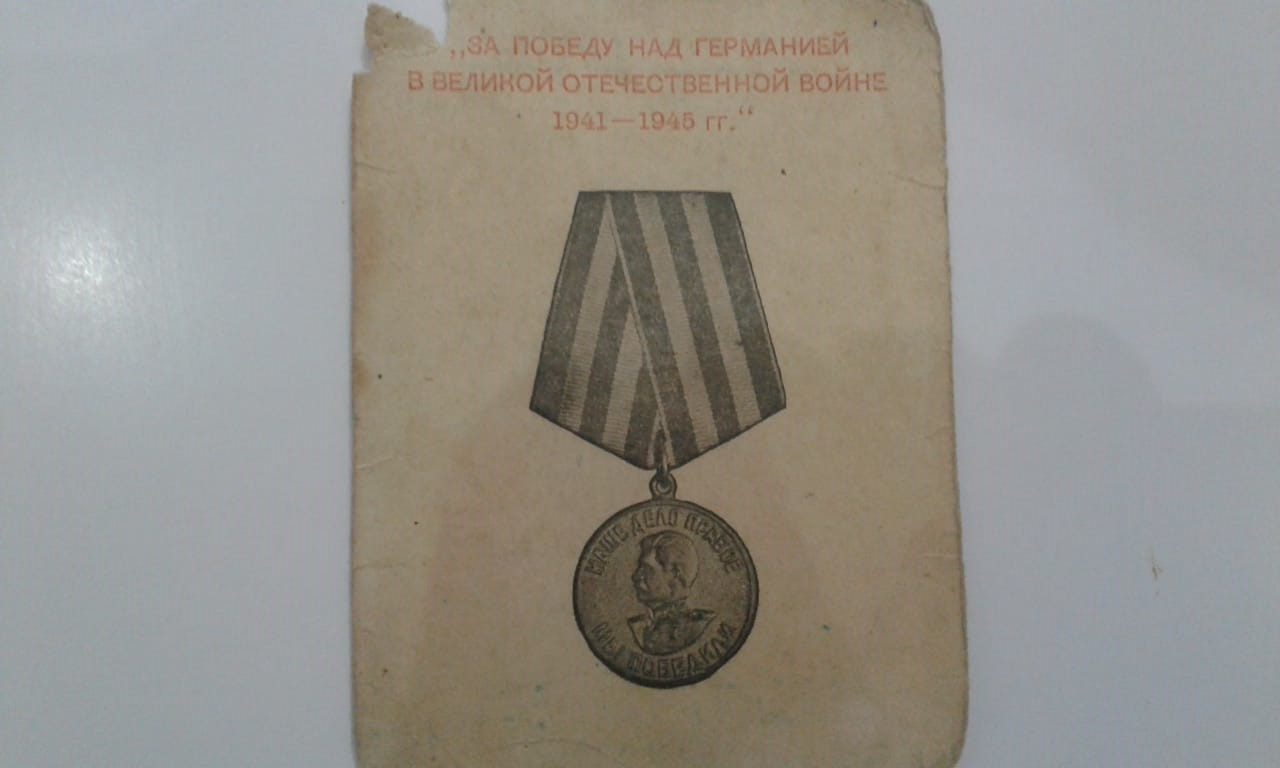 „ЗА ПОБЕДУ НАД ГЕРМАНИЕЙ
В ВЕЛИКОЙ ОТЕЧЕСТВЕННОЙ ВОЙНЕ
1941—1945 гг.“
НАШЕ ДЕЛО ПРАВОЕ
МЫ ПОБЕДИЛИ